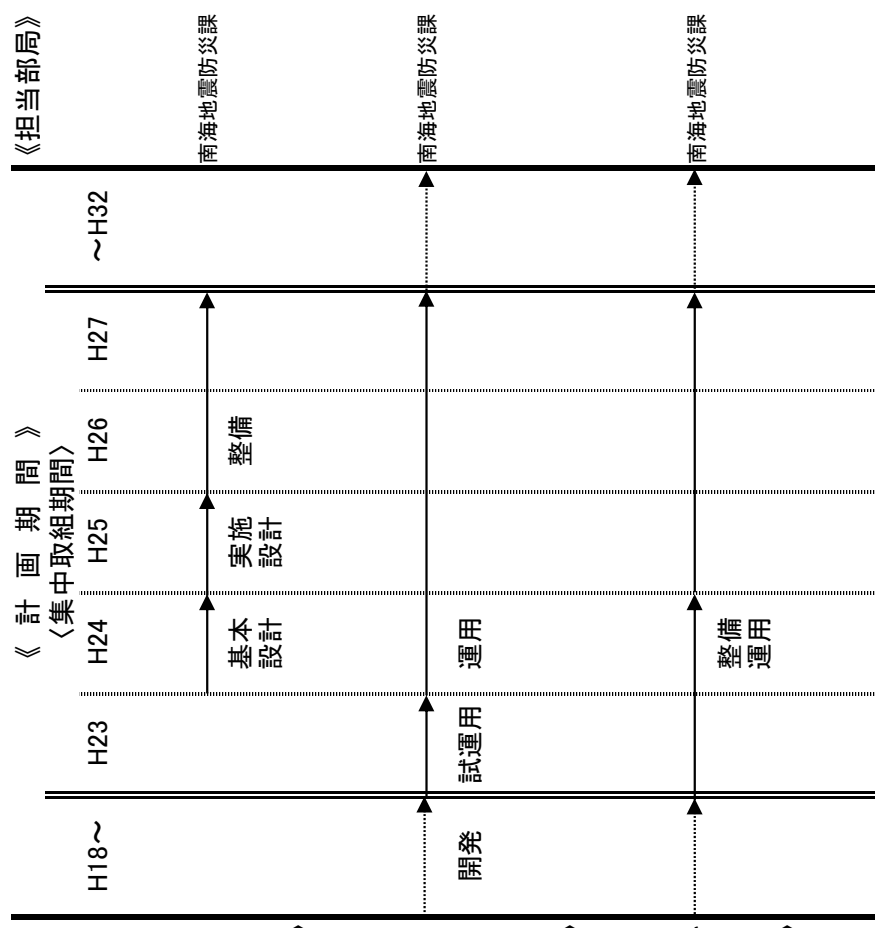 《 計 画 期 間 》
〈集中取組期間〉
《担当部局》
H18～
H23
H24
H25
H26
H27
～H32
基本
設計
実施
設計
整備
南海地震防災課
開発
試運用
運用
南海地震防災課
整備
運用
南海地震防災課